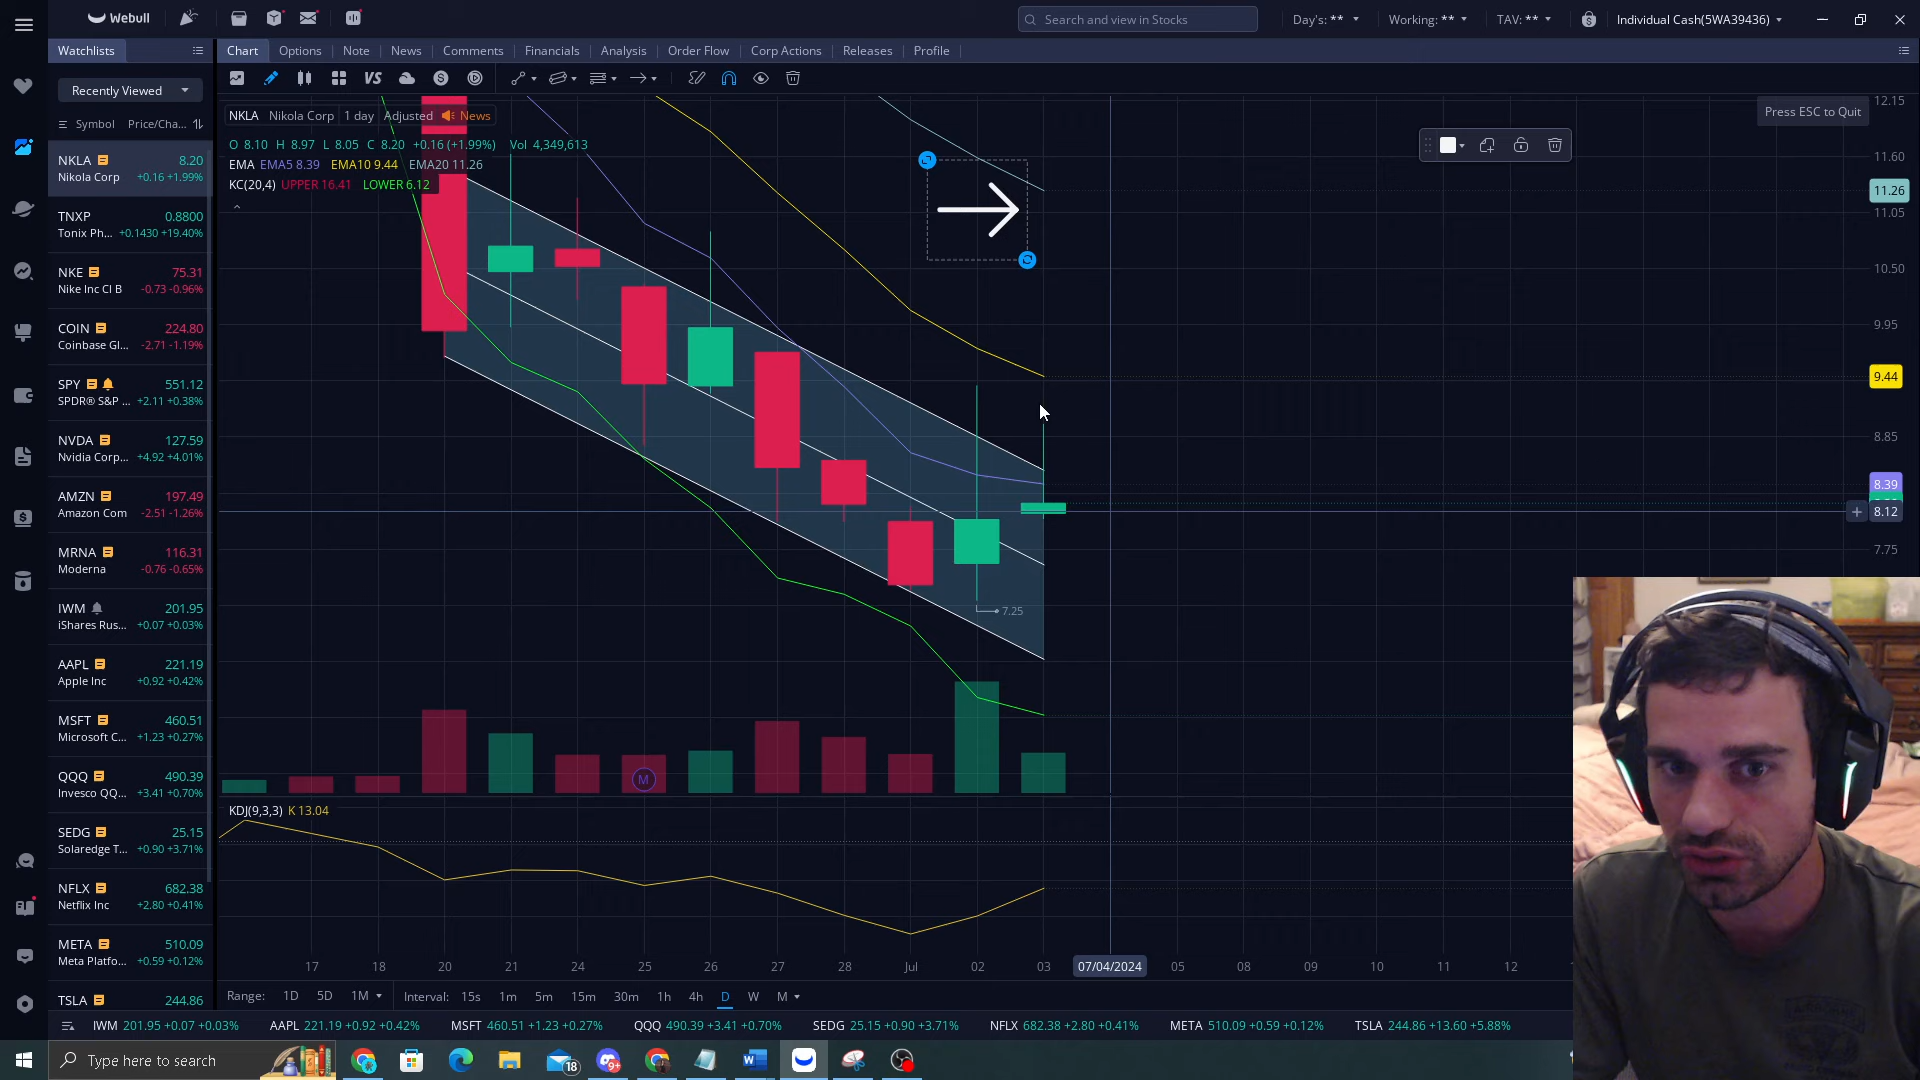 Webull
Search and view in Stocks
Day's: **
Working: **
TAV: **
Individual Cash(5WA39436)
Watchlists
Chart Options Note News Comments Financials Analysis Order Flow Corp Actions Releases Profile
Recently Viewed
VS S
Symbol Price/Cha...
NKLA 8.20
Nikola Corp +0.16 +1.99%
TNXP 0.8800
Tonix Ph... +0.1430 +19.40%
NKE 75.31
Nike Inc Cl B -0.73 -0.96%
COIN 224.80
Coinbase Gl... -2.71 -1.19%
SPY 551.12
SPDR® S&P ... +2.11 +0.38%
NVDA 127.59
Nvidia Corp... +4.92 +4.01%
AMZN 197.49
Amazon Com -2.51 -1.26%
MRNA 116.31
Moderna -0.76 -0.65%
IWM 201.95
iShares Rus... +0.07 +0.03%
AAPL 221.19
Apple Inc +0.92 +0.42%
MSFT 460.51
Microsoft C... +1.23 +0.27%
QQQ 490.39
Invesco QQ... +3.41 +0.70%
SEDG 25.15
Solaredge T... +0.90 +3.71%
NFLX 682.38
Netflix Inc +2.80 +0.41%
META 510.09
Meta Platfo... +0.59 +0.12%
TSLA 244.86
NKLA Nikola Corp 1 day Adjusted News
O 8.10 H 8.97 L 8.05 C 8.20 +0.16 (+1.99%) Vol 4,349,613
EMA EMA5 8.39 EMA10 9.44 EMA20 11.26
KC(20,4) UPPER 16.41 LOWER 6.12
Press ESC to Quit
12.15
11.60
11.26
11.05
10.50
9.95
9.44
8.85
8.39
8.12
7.75
7.25
M
KDJ(9,3,3) K 13.04
17 18 20 21 24 25 26 27 28 Jul 02 03 07/04/2024 05 08 09 10 11 12
Range: 1D 5D 1M Interval: 15s 1m 5m 15m 30m 1h 4h D W M
IWM 201.95 +0.07 +0.03% AAPL 221.19 +0.92 +0.42% MSFT 460.51 +1.23 +0.27% QQQ 490.39 +3.41 +0.70% SEDG 25.15 +0.90 +3.71% NFLX 682.38 +2.80 +0.41% META 510.09 +0.59 +0.12% TSLA 244.86 +13.60 +5.88%
Type here to search
18
9+